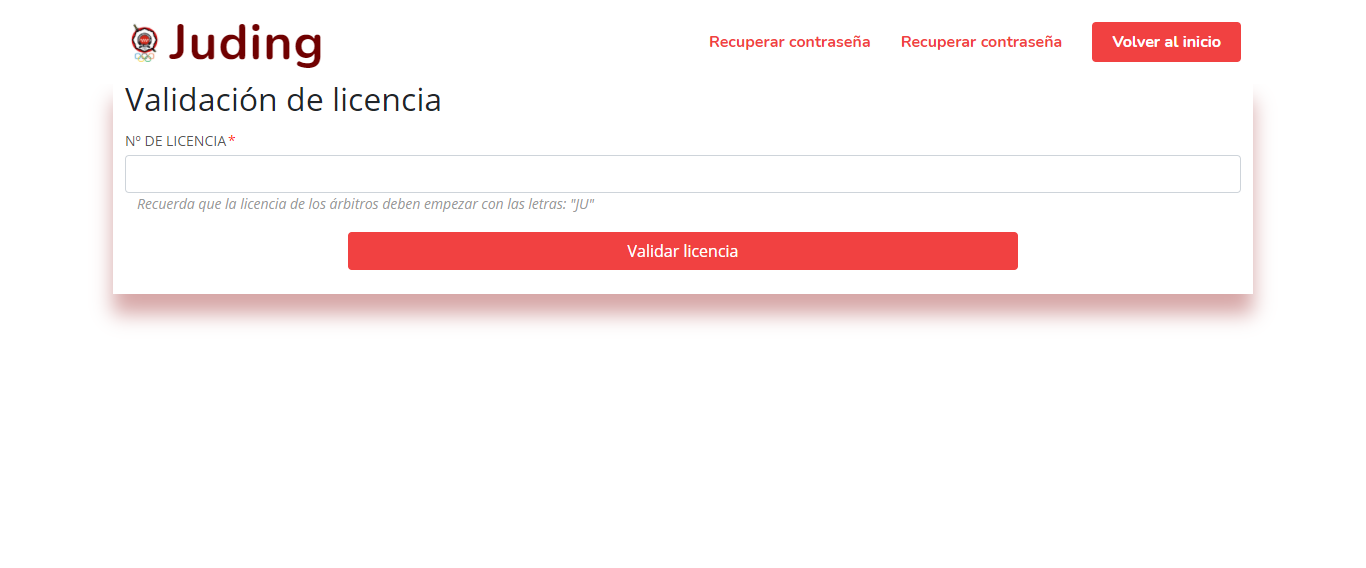 Juding
Recuperar contraseña
Recuperar contraseña
Volver al inicio
Validación de licencia
Nº DE LICENCIA*
Recuerda que la licencia de los árbitros deben empezar con las letras: "JU"
Validar licencia